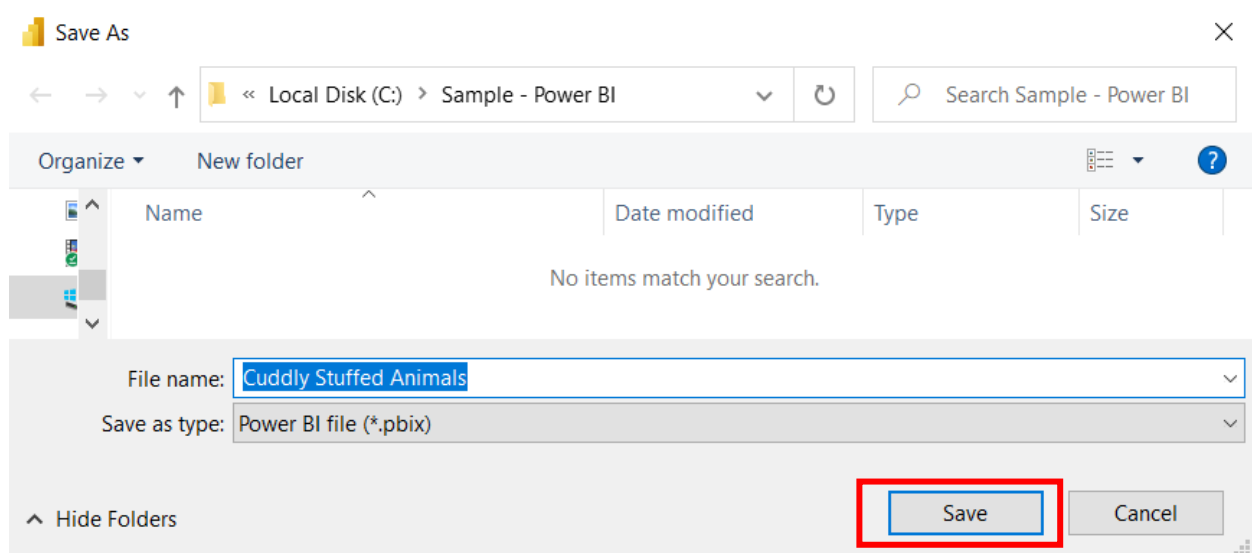 Save As
« Local Disk (C:) > Sample - Power BI
Search Sample - Power BI
Organize New folder ?
Name Date modified Type Size
No items match your search.
File name: Cuddly Stuffed Animals
Save as type: Power BI file (*.pbix)
Hide Folders Save Cancel